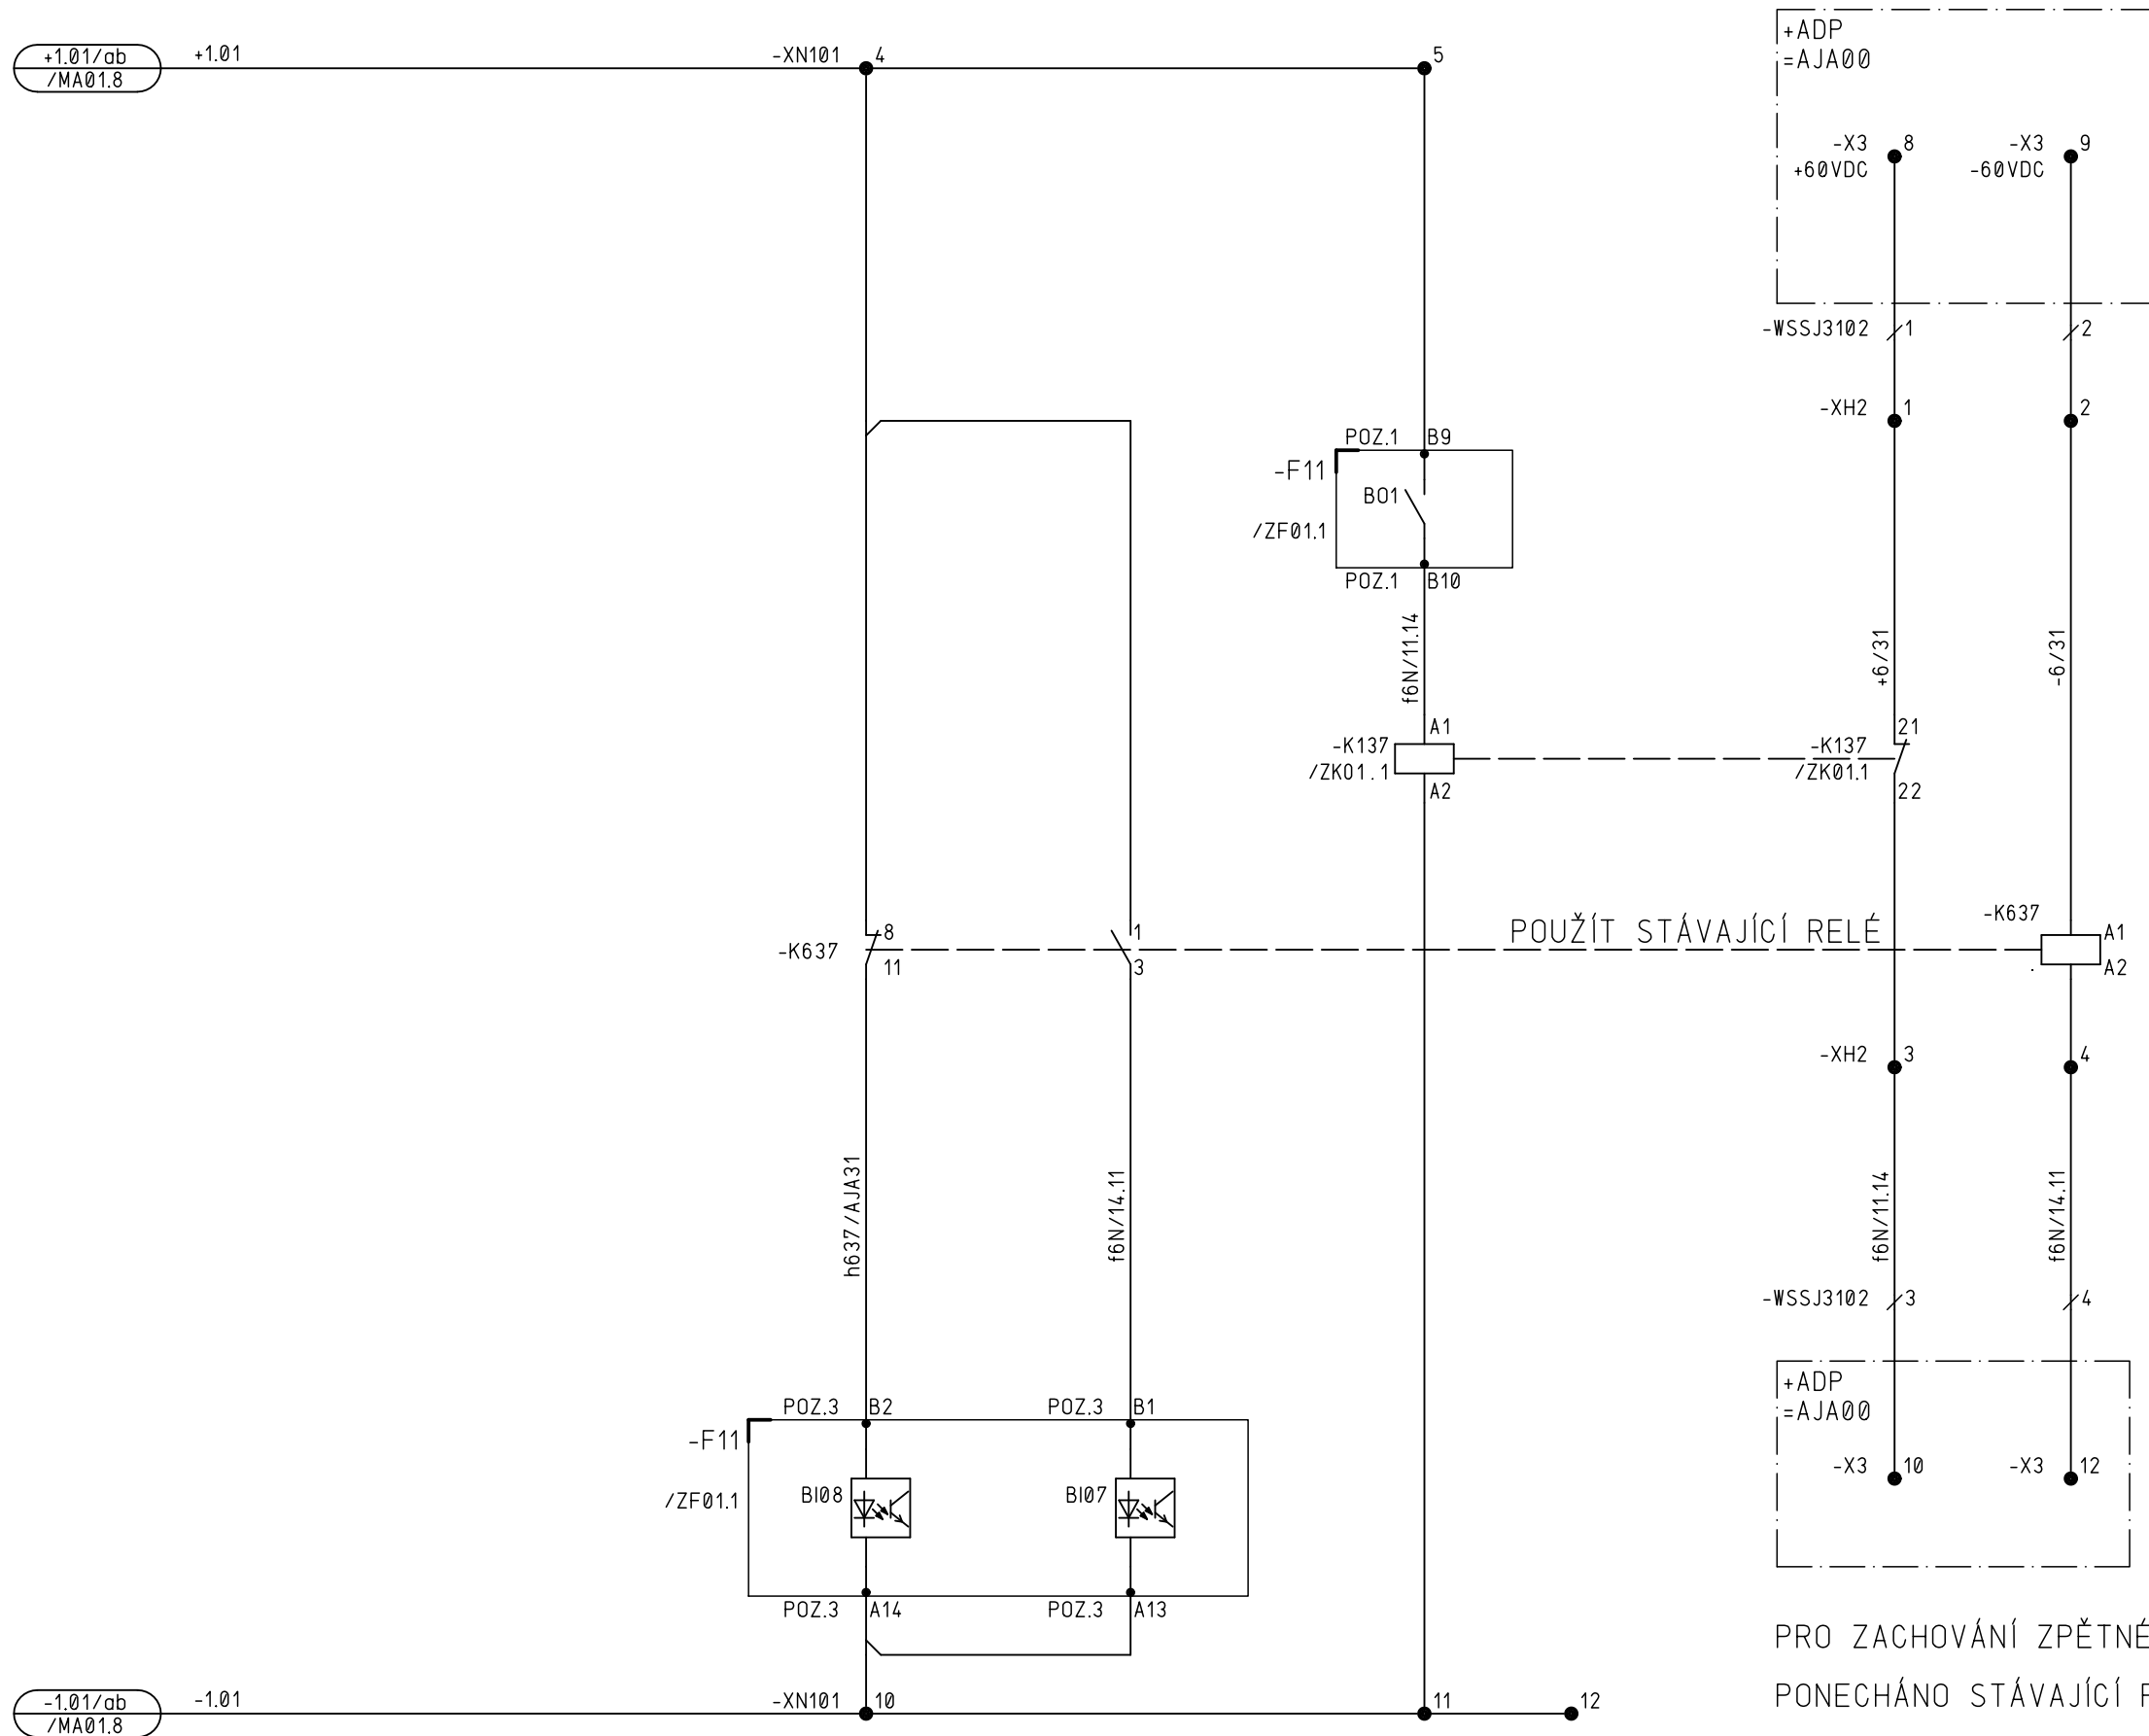 +1.01/ab
/MA01.8
+1.01
-XN101
4
5
+ADP
=AJA00
-X3
8
+60VDC
-X3
9
-60VDC
-WSSJ3102
1
2
-XH2
1
2
POZ.1
B9
-F11
BO1
/ZF01.1
POZ.1
B10
f6N/11.14
+6/31
-6/31
A1
-K137
/ZKO1.1
A2
21
-K137
/ZK01.1
22
-K637
8
11
1
3
POUŽÍT STÁVAJÍCÍ RELÉ
-K637
A1
A2
-XH2
3
4
h637/AJA31
f6N/14.11
f6N/11.14
f6N/14.11
-WSSJ3102
3
4
+ADP
=AJA00
-X3
10
-X3
12
POZ.3
B2
POZ.3
B1
-F11
/ZF01.1
BI08
BI07
POZ.3
A14
POZ.3
A13
PRO ZACHOVÁNÍ ZPĚTNÉ
PONECHÁNO STÁVAJÍCÍ
-1.01/ab
/MA01.8
-1.01
-XN101
10
11
12